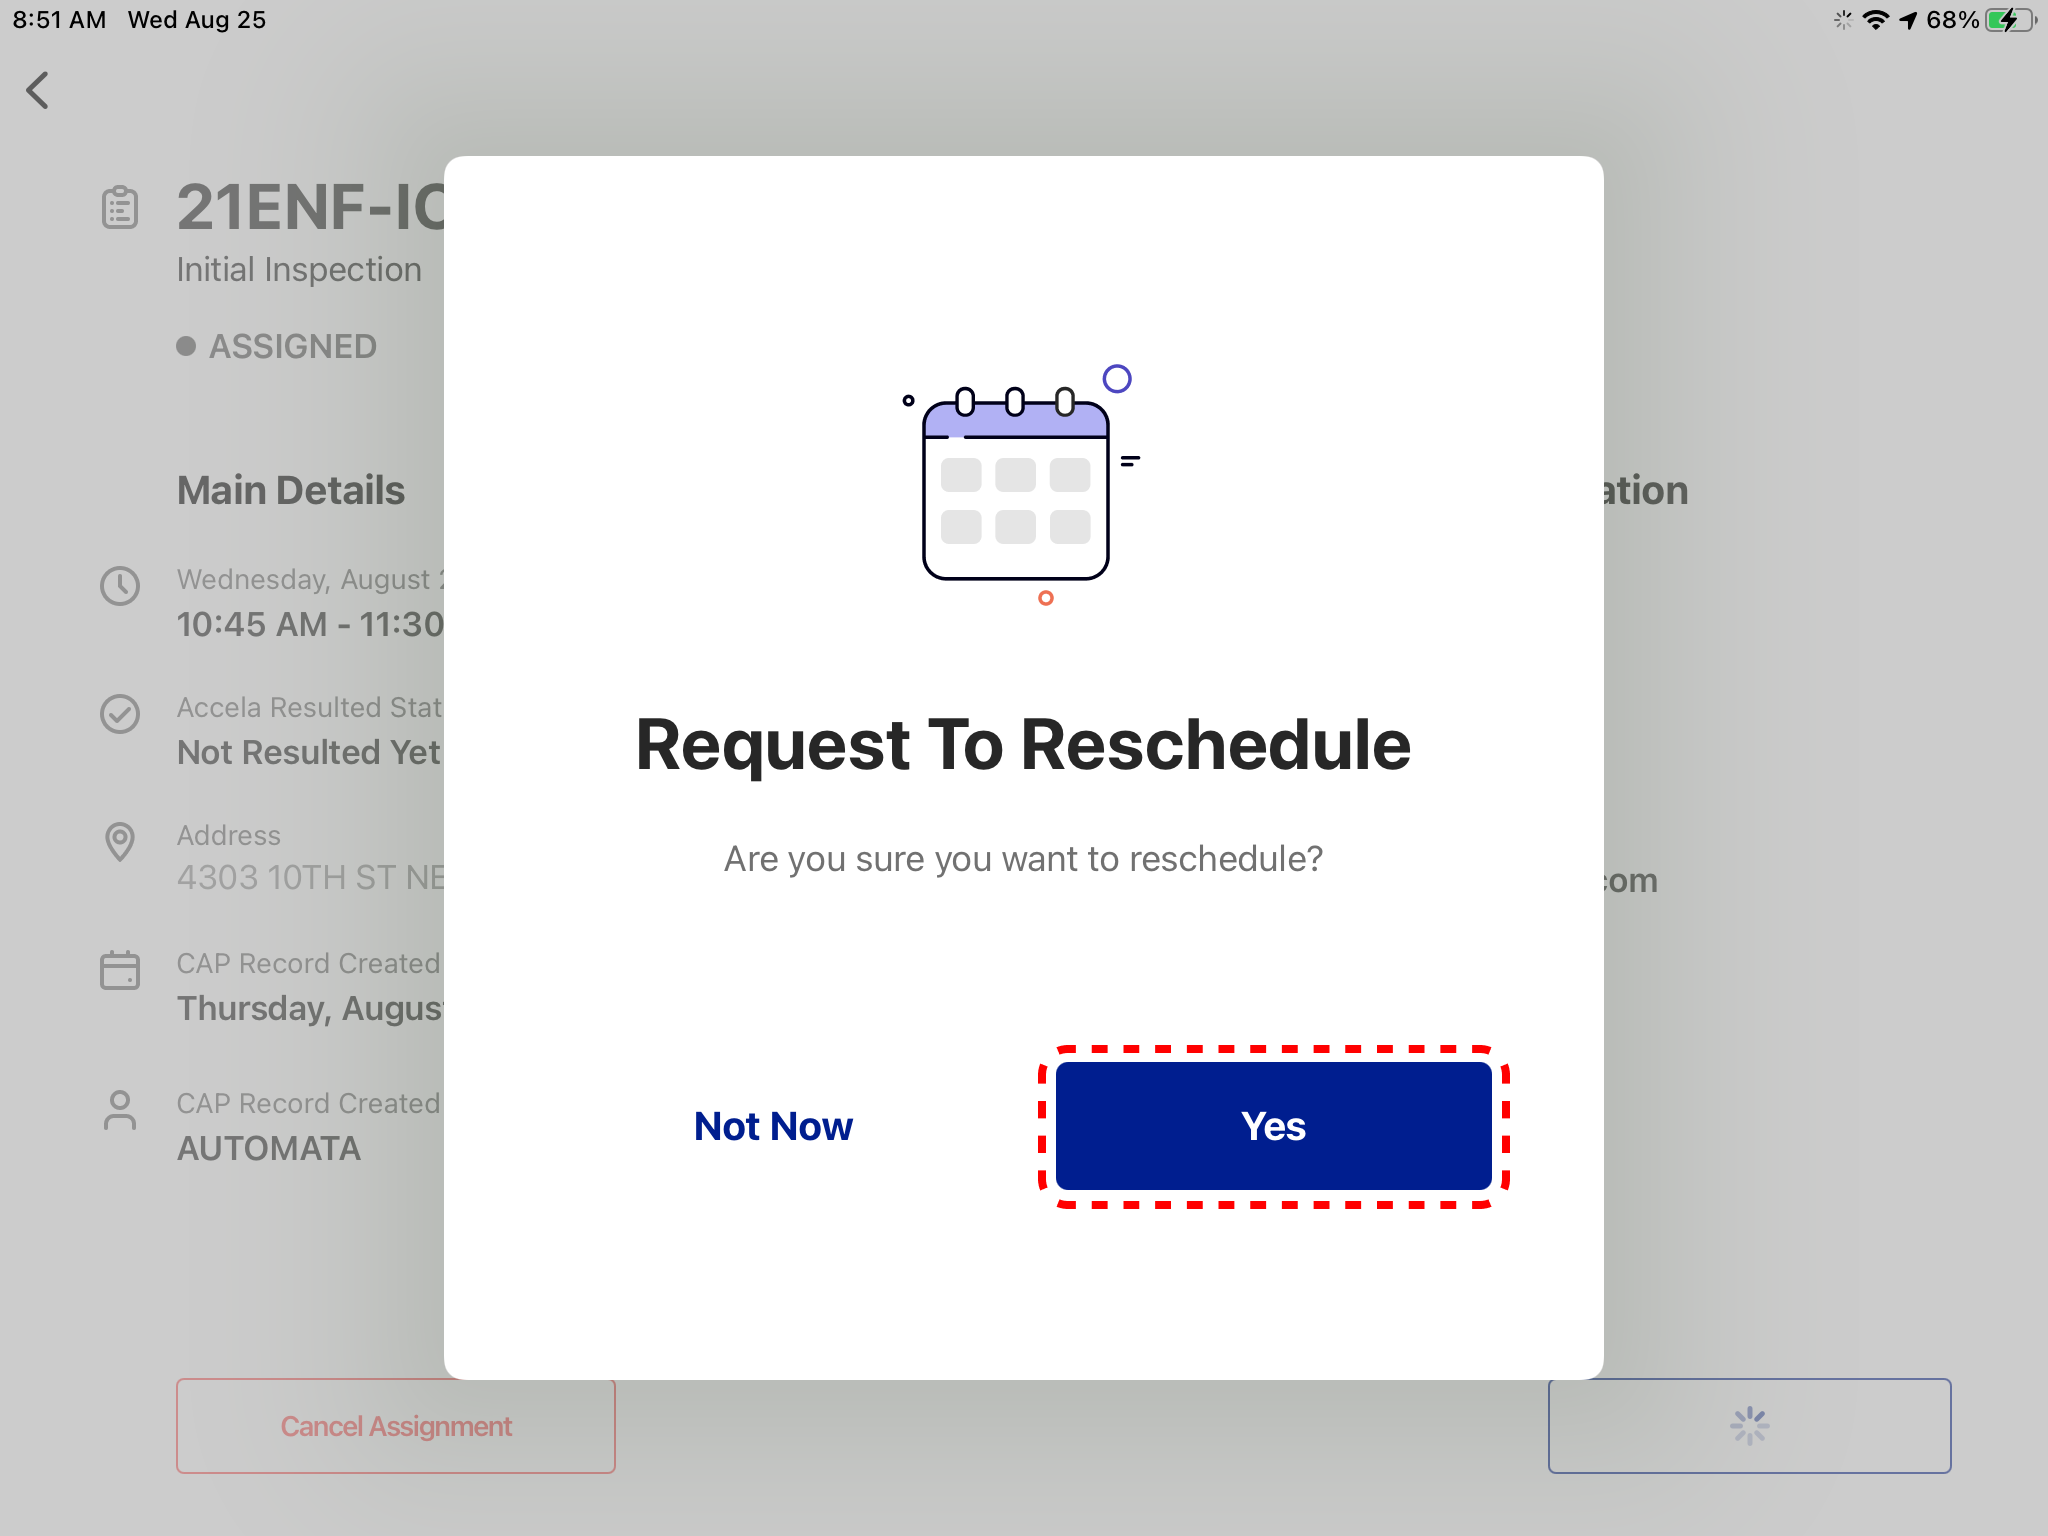 8:51 AM Wed Aug 25
68%
21ENF-IC
Initial Inspection
ASSIGNED
Main Details
ation
Wednesday, August 2
10:45 AM - 11:30
Accela Resulted Stat
Not Resulted Yet
Address
4303 10TH ST NE
com
CAP Record Created
Thursday, August
CAP Record Created
AUTOMATA
Request To Reschedule
Are you sure you want to reschedule?
Not Now
Yes
Cancel Assignment